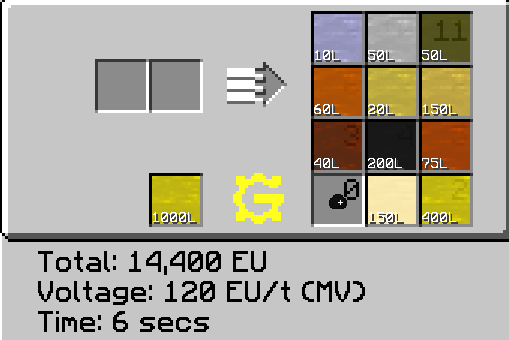 10L 50L 11 50L
60L 20L 150L
3 40L 200L 75L
1000L G 0 150L 2 400L
Total: 14,400 EU
Voltage: 120 EU/t (MV)
Time: 6 secs